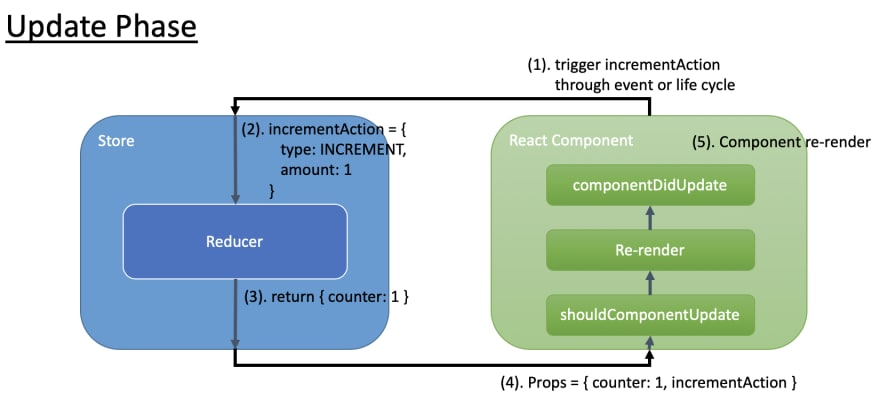 Update Phase
(1). trigger incrementAction
through event or life cycle
Store
(2). incrementAction = {
type: INCREMENT,
amount: 1
}
Reducer
(3). return { counter: 1 }
React Component
(5). Component re-render
componentDidUpdate
Re-render
shouldComponentUpdate
(4). Props = { counter: 1, incrementAction }